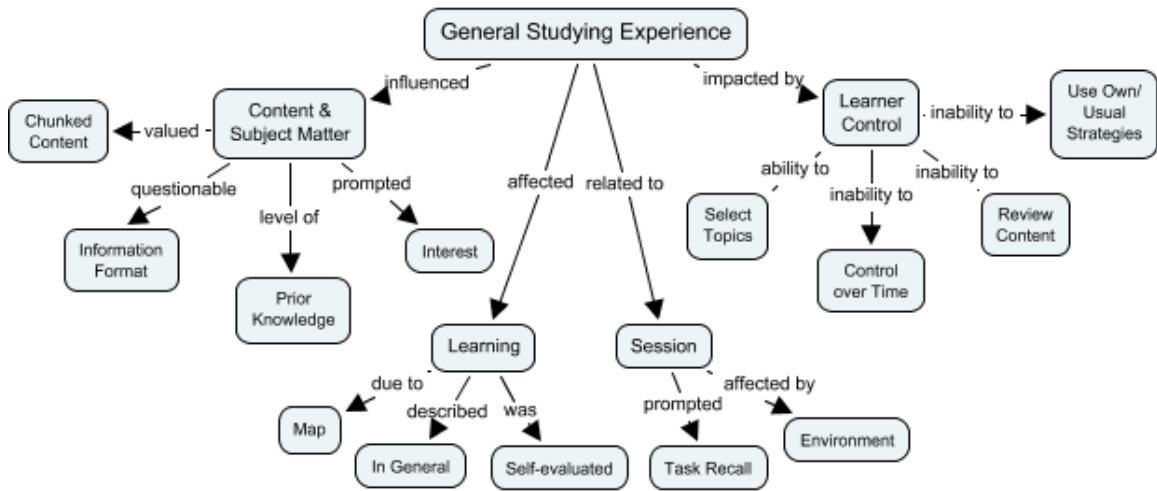 General Studying Experience
influenced
impacted by
Content &
Subject Matter
Learner
Control
Use Own/
Usual
Strategies
Chunked
Content
valued
inability to
questionable
prompted
affected
related to
ability to
inability to
inability to
level of
Select
Topics
Review
Content
Information
Format
Interest
Control
over Time
Prior
Knowledge
Learning
Session
due to
described
was
prompted
affected by
Map
In General
Self-evaluated
Task Recall
Environment